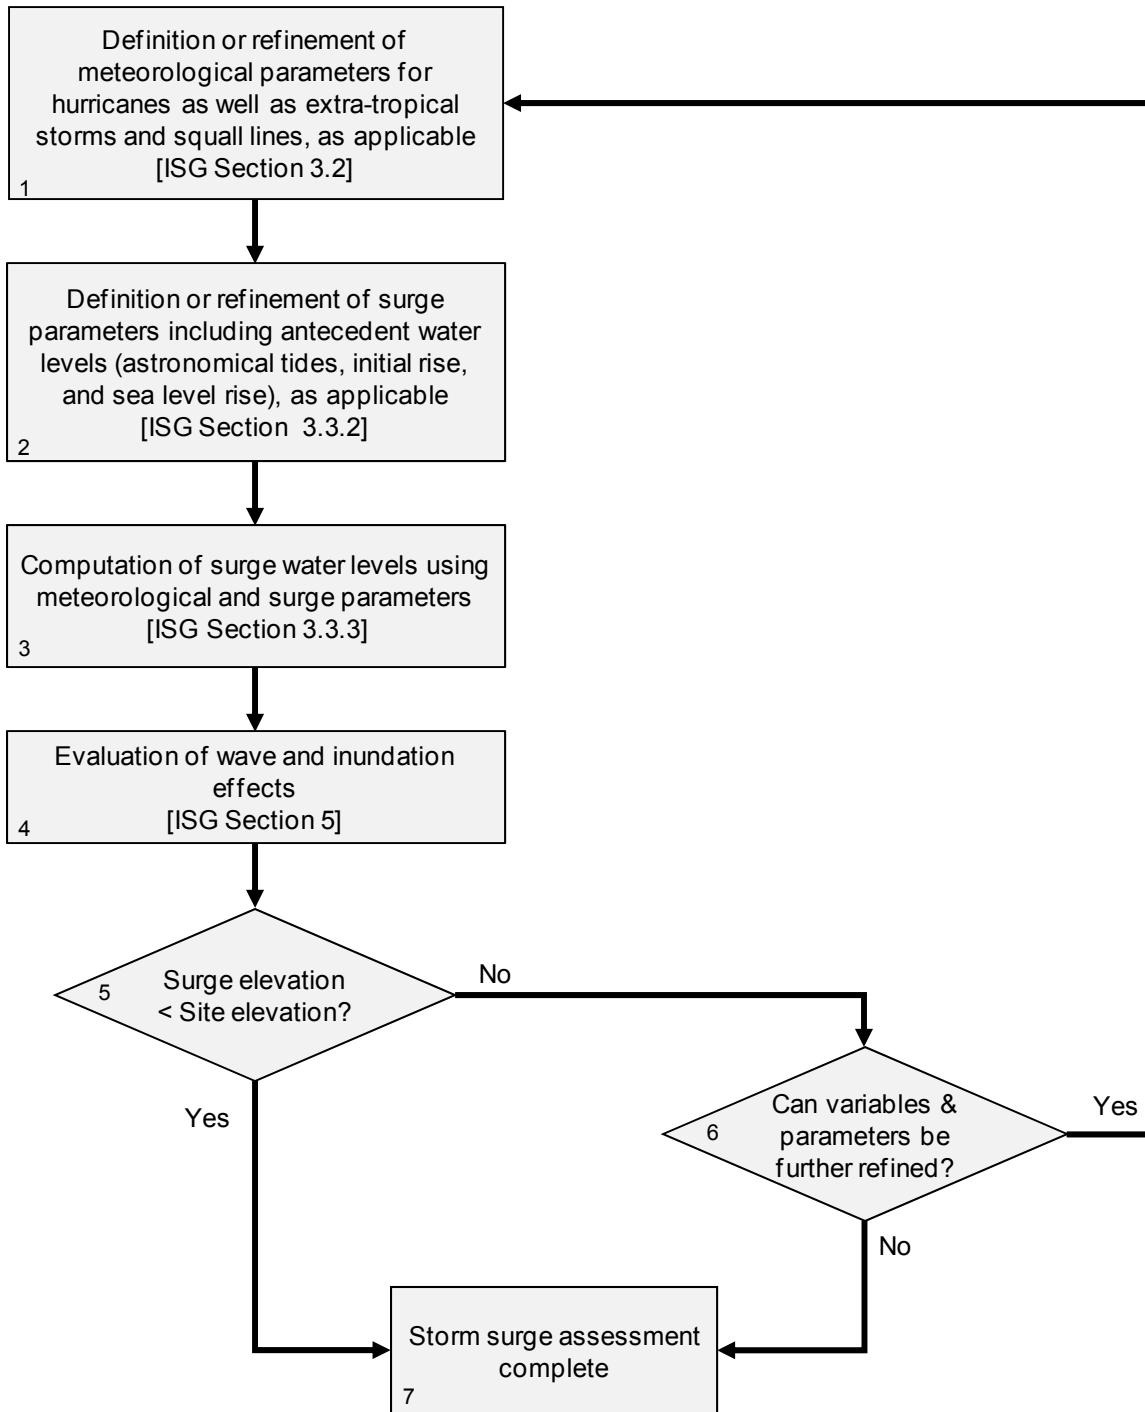 Definition or refinement of
meteorological parameters for
hurricanes as well as extra-tropical
storms and squall lines, as applicable
[ISG Section 3.2]
1
Definition or refinement of surge
parameters including antecedent water
levels (astronomical tides, initial rise,
and sea level rise), as applicable
[ISG Section 3.3.2]
2
Computation of surge water levels using
meteorological and surge parameters
[ISG Section 3.3.3]
3
Evaluation of wave and inundation
effects
[ISG Section 5]
4
5
Surge elevation
< Site elevation?
No
Yes
6
Can variables &
parameters be
further refined?
Yes
No
Storm surge assessment
complete
7